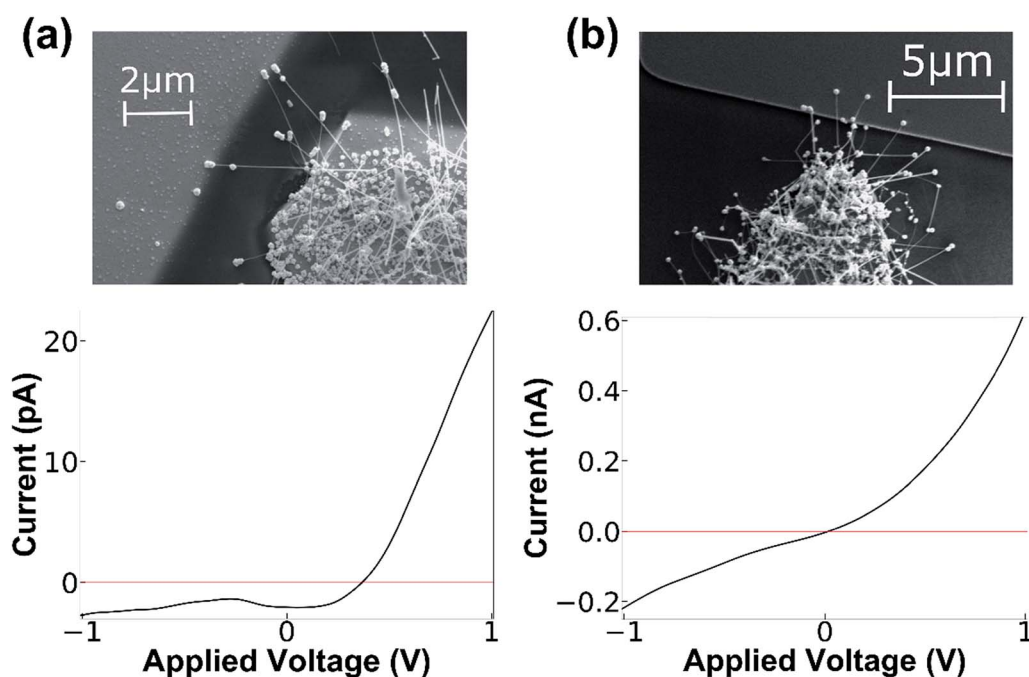 (a)
2μm
(b)
5μm
Current (pA)
20
10
0
−1
0
1
Applied Voltage (V)
Current (nA)
0.6
0.4
0.2
0.0
−0.2
−1
0
1
Applied Voltage (V)